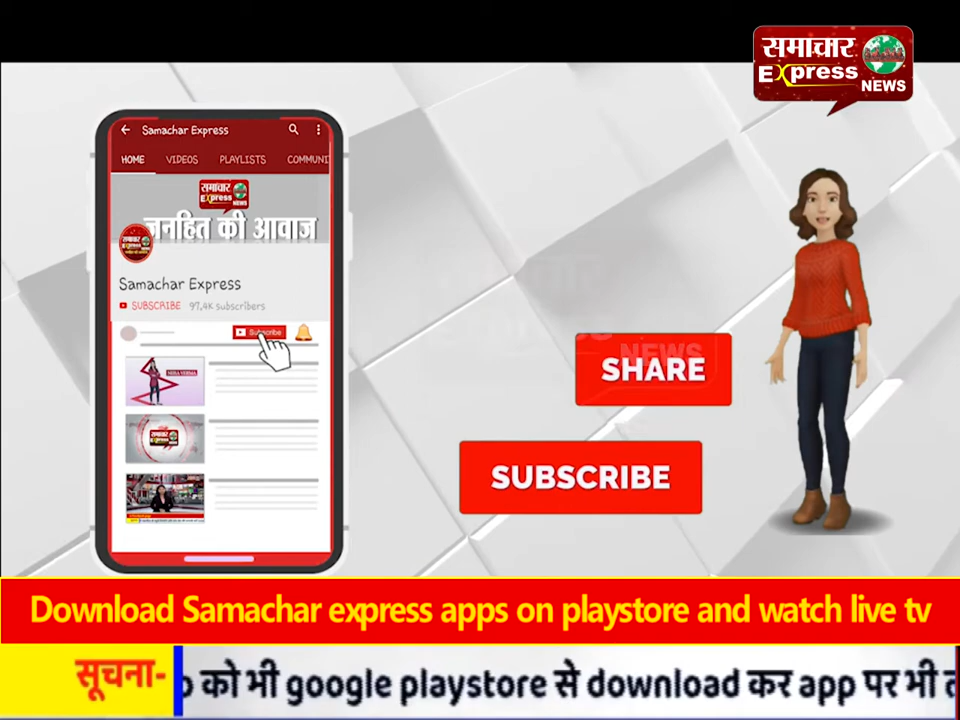 समाचार
Express
NEWS
Samachar Express
HOME VIDEOS PLAYLISTS COMMUNI
समाचार
Express
NEWS
जनहित की आवाज
Samachar Express
SUBSCRIBE 97.4K subscribers
Subscribe
SHARE
NEWS
SUBSCRIBE
Download Samachar express apps on playstore and watch live tv
सूचना- को भी google playstore से download कर app पर भी